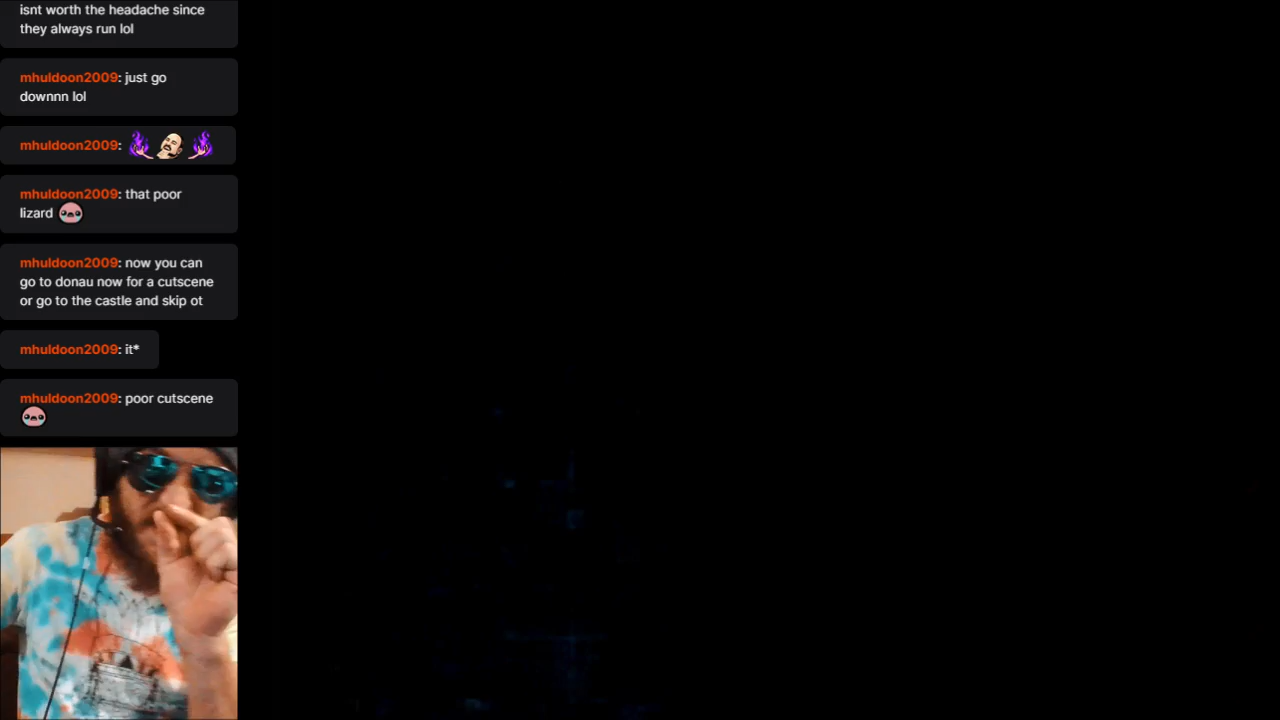 isnt worth the headache since
they always run lol
mhuldoon2009: just go
downnn lol
mhuldoon2009:
mhuldoon2009: that poor
lizard
mhuldoon2009: now you can
go to donau now for a cutscene
or go to the castle and skip ot
mhuldoon2009: it*
mhuldoon2009: poor cutscene